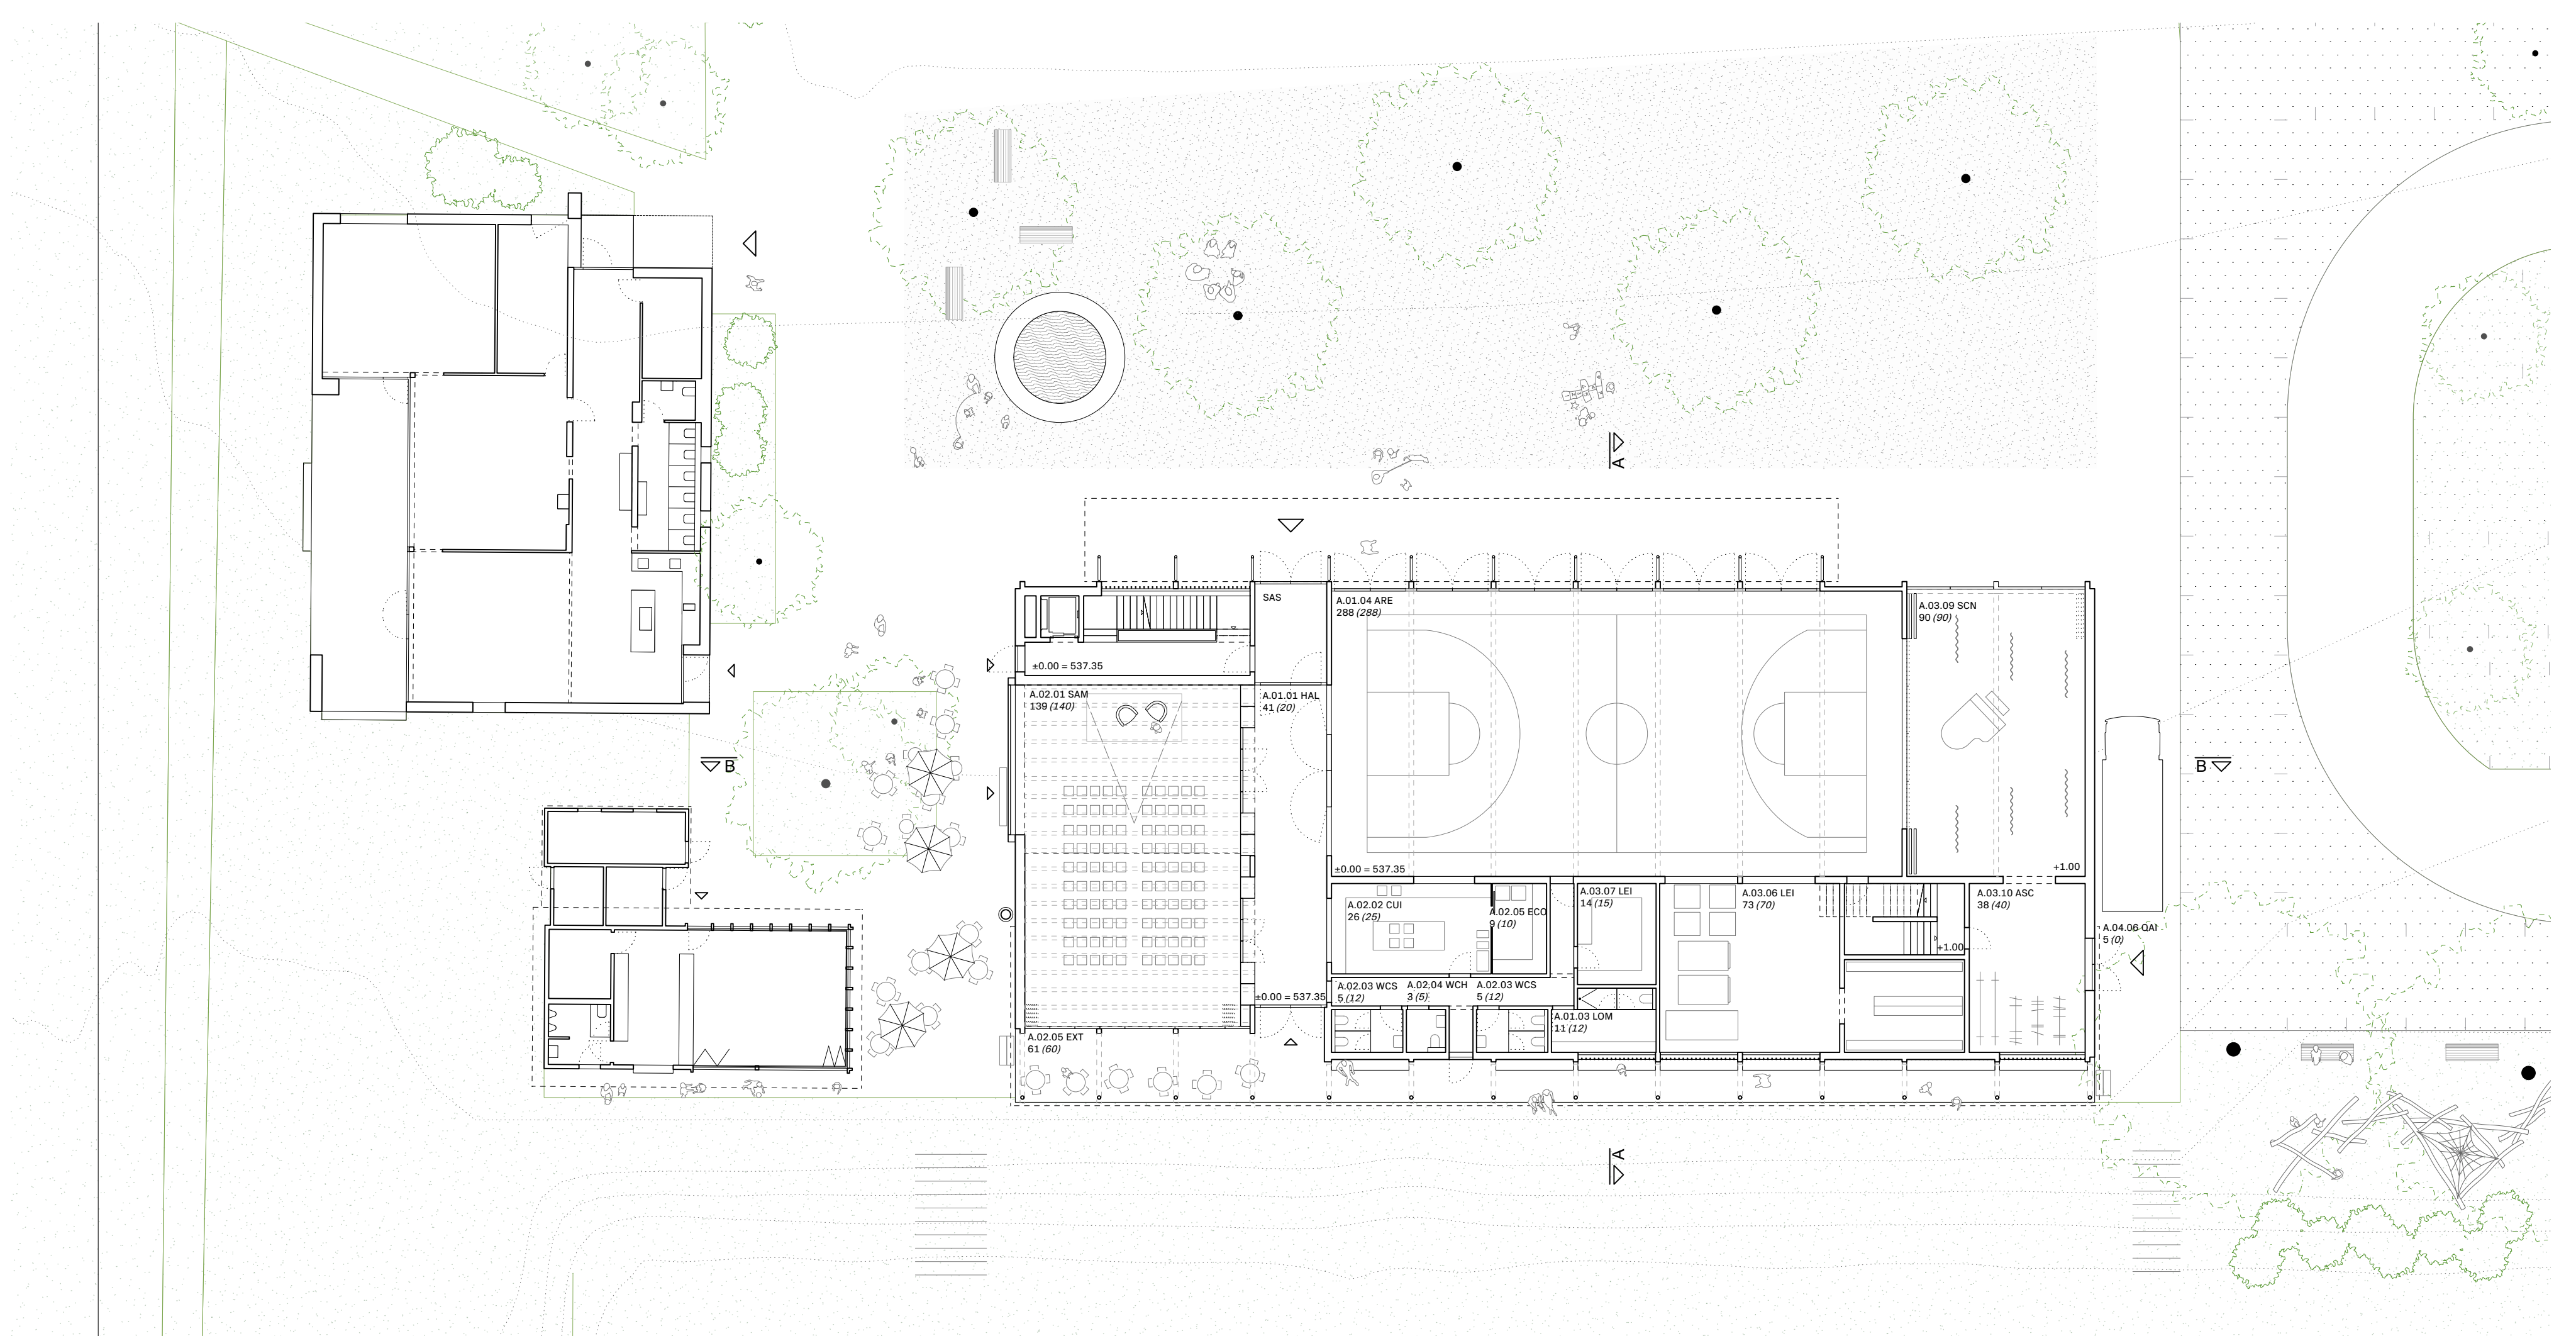 A
SAS
A.01.04 ARE
288 (288)
A.03.09 SCN
90 (90)
±0.00 = 537.35
A.02.01 SAM
139 (140)
A.01.01 HAL
41 (20)
B
B
±0.00 = 537.35
+1.00
A.02.02 CUI
26 (25)
A.02.05 ECO
9 (10)
A.03.07 LEI
14 (15)
A.03.06 LEI
73 (70)
A.03.10 ASC
38 (40)
+1.00
A.04.06 QAI
5 (0)
±0.00 = 537.35
A.02.03 WCS
5 (12)
A.02.04 WCH
3 (5)
A.02.03 WCS
5 (12)
A.01.03 LOM
11 (12)
A.02.05 EXT
61 (60)
A